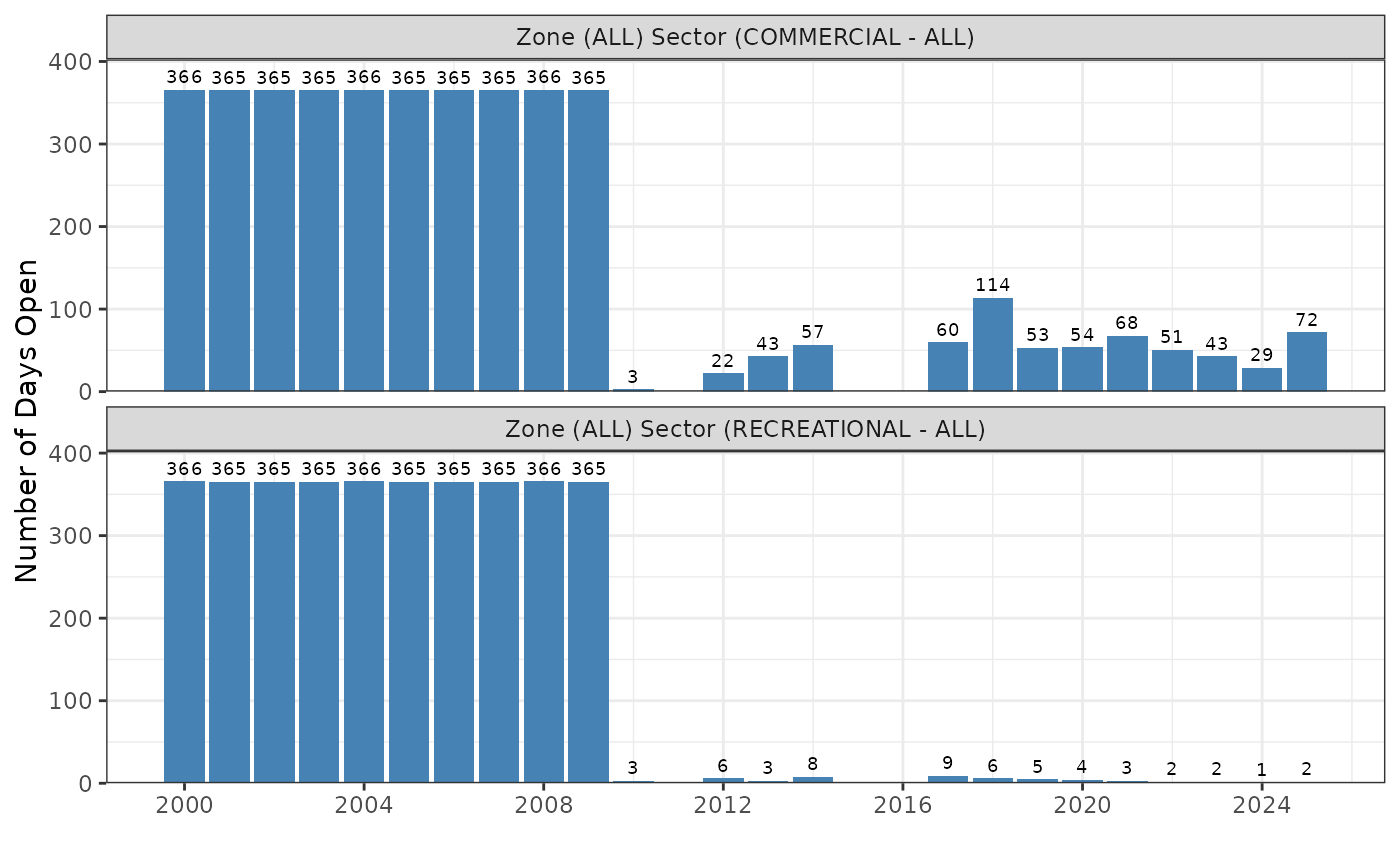 Zone (ALL) Sector (COMMERCIAL - ALL)
400
366 365 365 365 366 365 365 365 366 365
300
200
114
100
60 53 54 68 51 43 29 72
3 22 43 57
0
Zone (ALL) Sector (RECREATIONAL - ALL)
400
366 365 365 365 366 365 365 365 366 365
300
200
100
3 6 3 8 9 6 5 4 3 2 2 1 2
0
2000 2004 2008 2012 2016 2020 2024
Number of Days Open